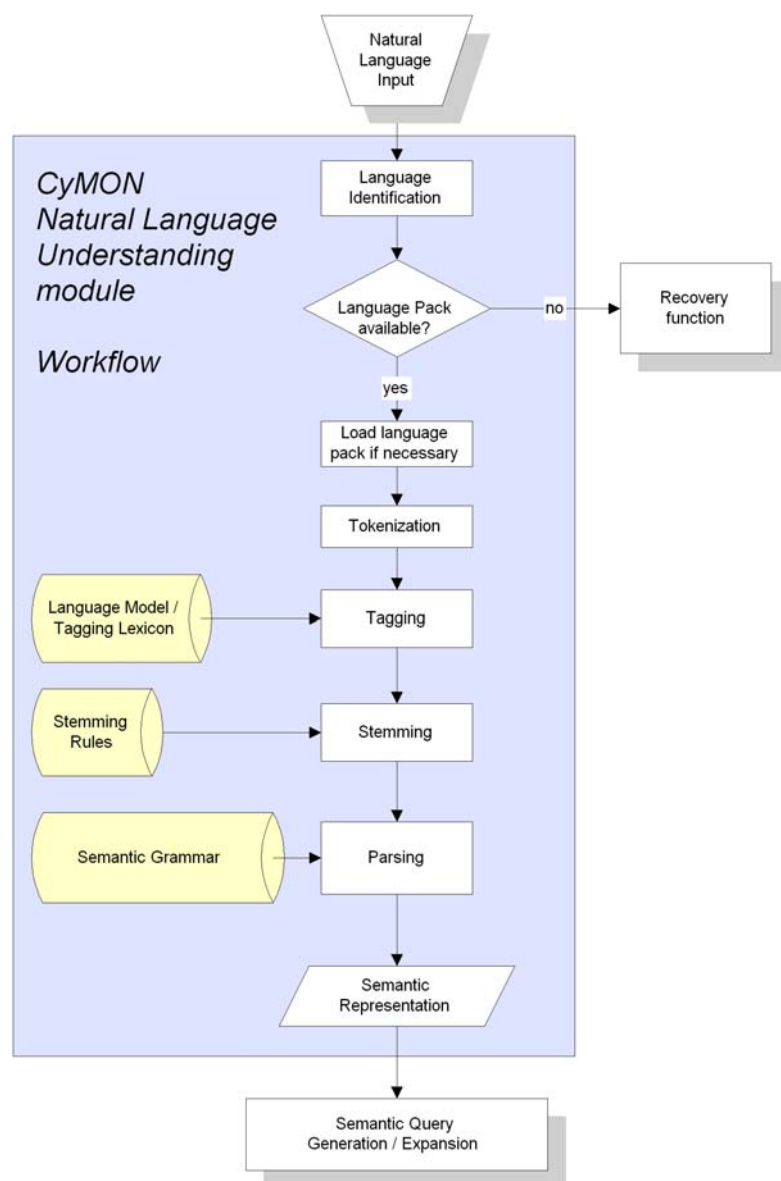 Natural
Language
Input
CyMON
Natural Language
Understanding
module
Workflow
Language
Identification
Language Pack
available?
no
Recovery
function
yes
Load language
pack if necessary
Tokenization
Language Model /
Tagging Lexicon
Tagging
Stemming
Rules
Stemming
Semantic Grammar
Parsing
Semantic
Representation
Semantic Query
Generation / Expansion